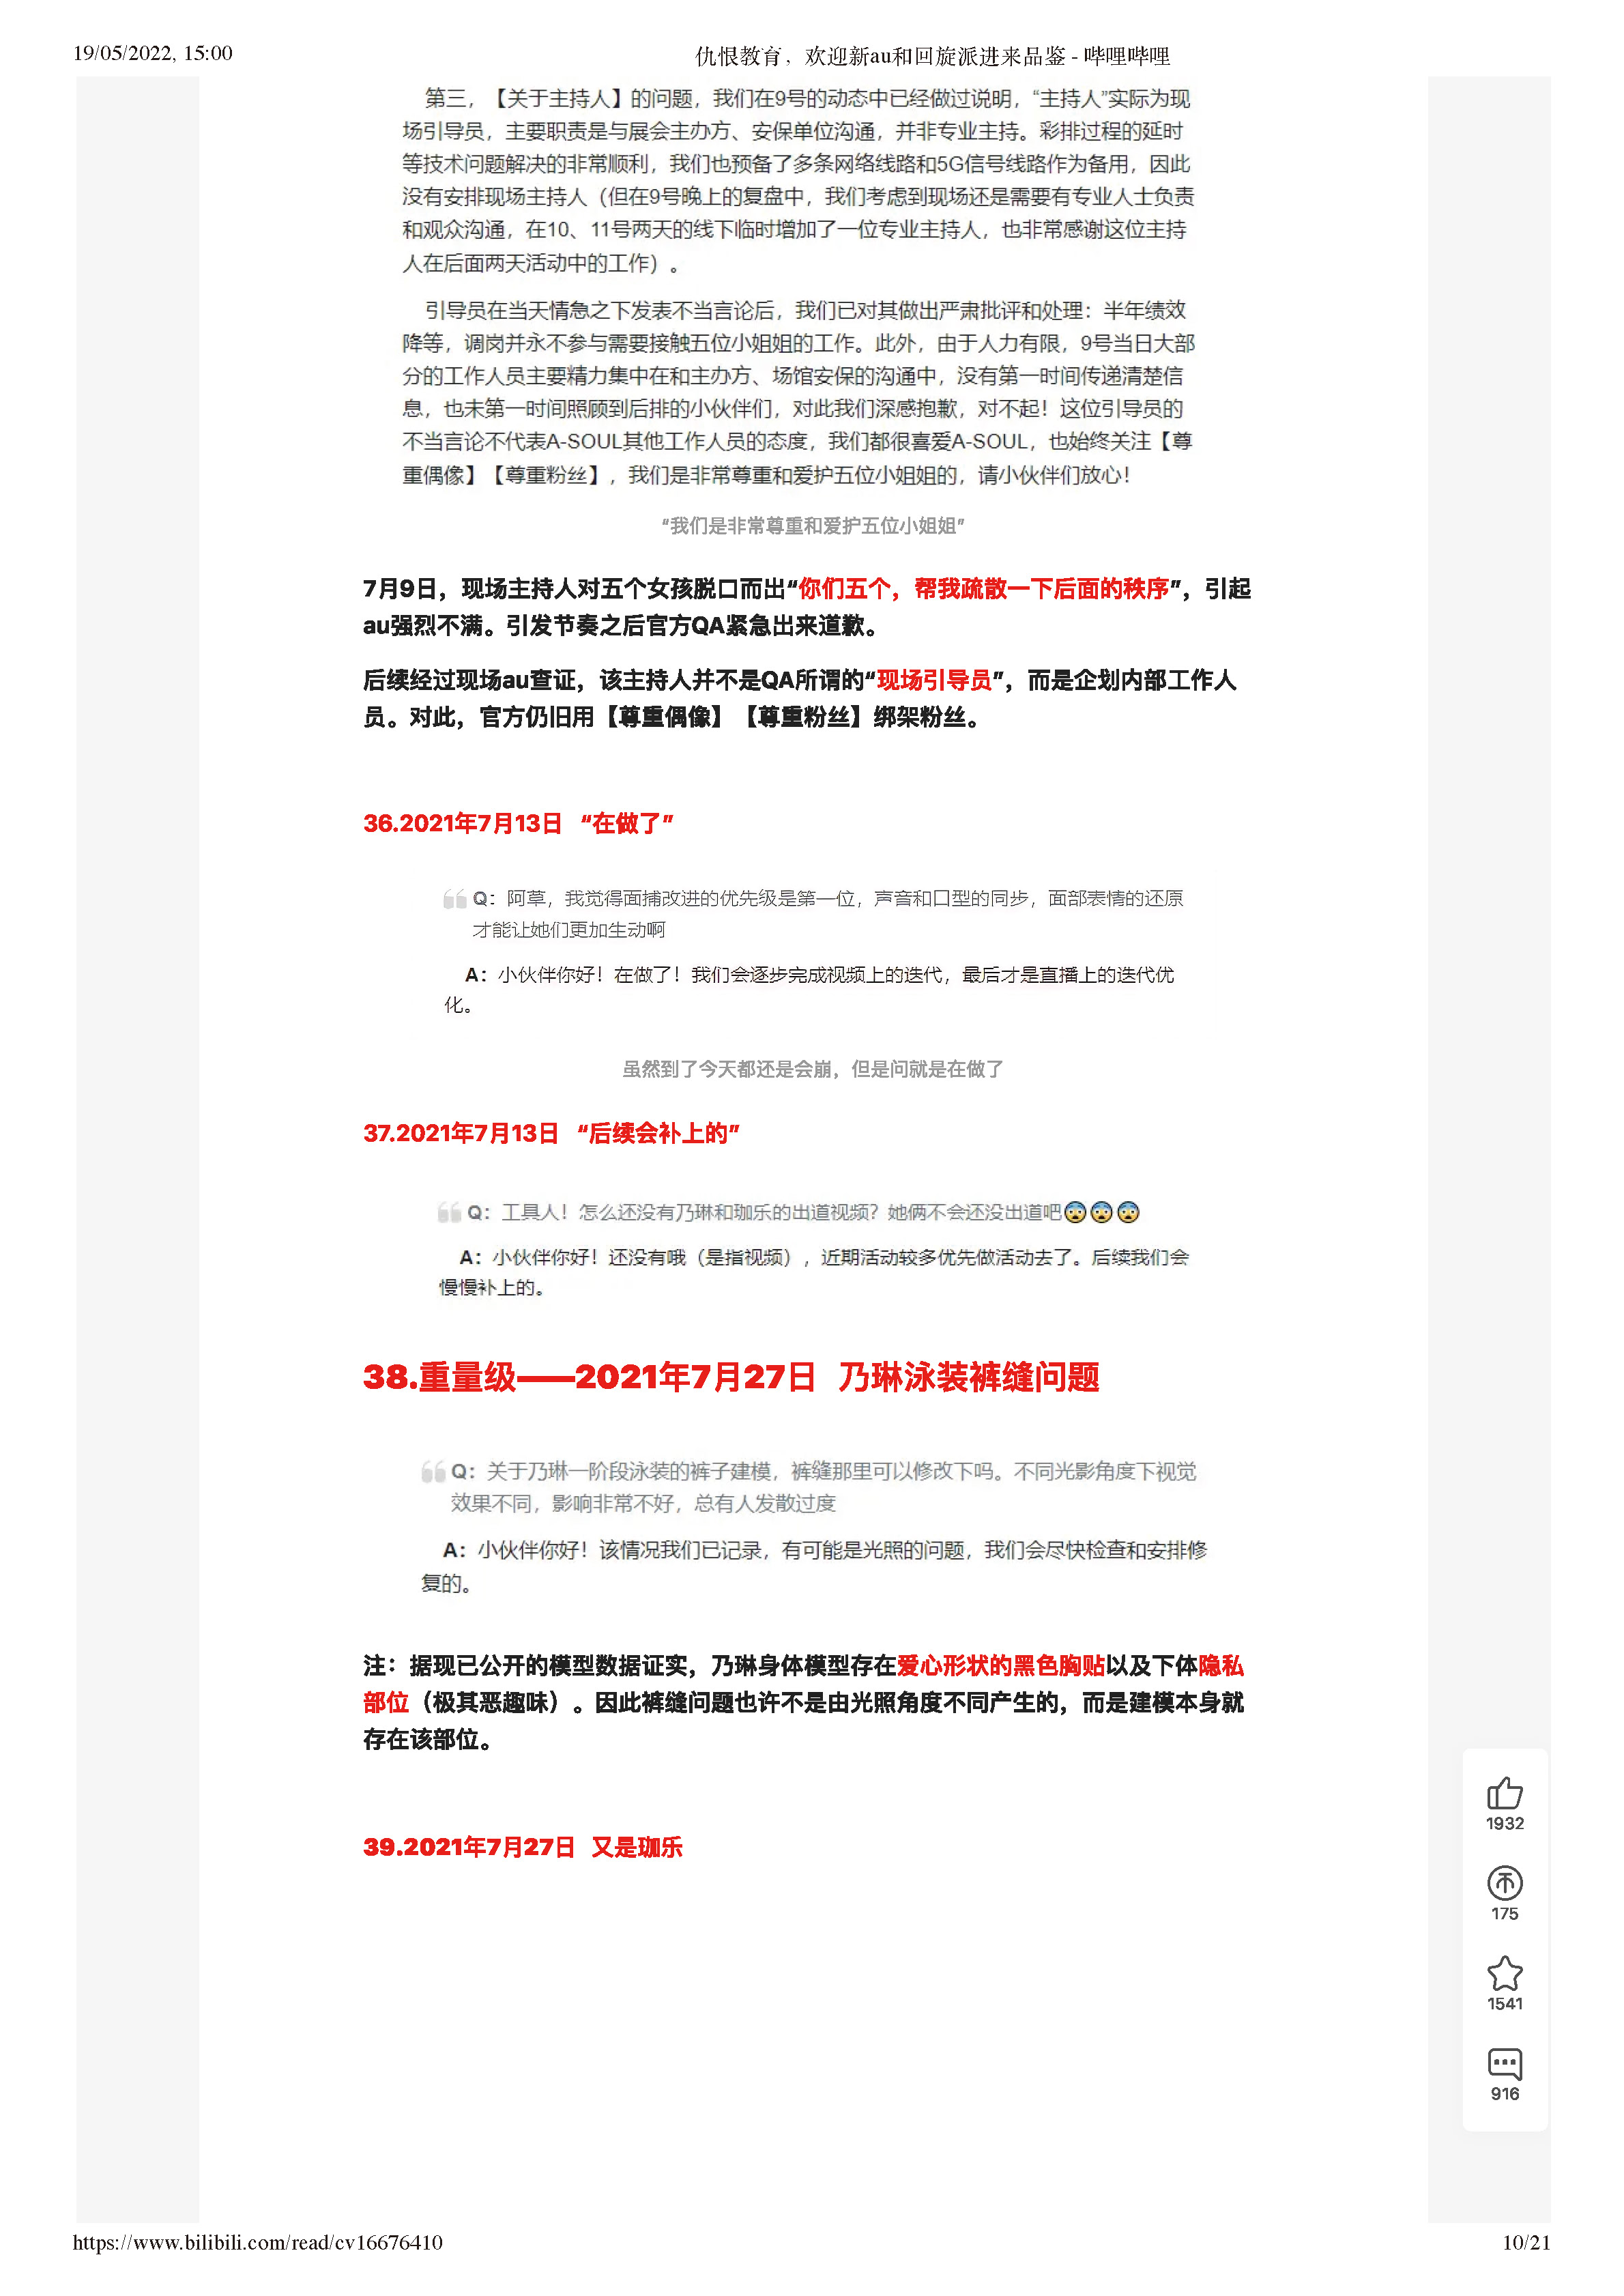 19/05/2022, 15:00
仇恨教育，欢迎新au和回旋派进来品鉴 - 哔哩哔哩
第三，【关于主持人】的问题，我们在9号的动态中已经做过说明，“主持人”实际为现
场引导员，主要职责是与展会主办方、安保单位沟通，并非专业主持。彩排过程的延时
等技术问题解决的非常顺利，我们也预备了多条网络线路和5G信号线路作为备用，因此
没有安排现场主持人（但在9号晚上的复盘中，我们考虑到现场还是需要有专业人士负责
和观众沟通，在10、11号两天的线下临时增加了一位专业主持人，也非常感谢这位主持
人在后面两天活动中的工作）。
引导员在当天情急之下发表不当言论后，我们已对其做出严肃批评和处理：半年绩效
降等，调岗并永不参与需要接触五位小姐姐的工作。此外，由于人力有限，9号当日大部
分的工作人员主要精力集中在和主办方、场馆安保的沟通中，没有第一时间传递清楚信
息，也未第一时间照顾到后排的小伙伴们，对此我们深感抱歉，对不起！这位引导员的
不当言论不代表A-SOUL其他工作人员的态度，我们都很喜爱A-SOUL，也始终关注【尊
重偶像】【尊重粉丝】，我们是非常尊重和爱护五位小姐姐的，请小伙伴们放心！
“我们是非常尊重和爱护五位小姐姐”
7月9日，现场主持人对五个女孩脱口而出“你们五个，帮我疏散一下后面的秩序”，引起
au强烈不满。引发节奏之后官方QA紧急出来道歉。
后续经过现场au查证，该主持人并不是QA所谓的“现场引导员”，而是企划内部工作人
员。对此，官方仍旧用【尊重偶像】【尊重粉丝】绑架粉丝。
36.2021年7月13日 “在做了”
Q：阿草，我觉得面捕改进的优先级是第一位，声音和口型的同步，面部表情的还原
才能让她们更加生动啊
A：小伙伴你好！在做了！我们会逐步完成视频上的迭代，最后才是直播上的迭代优
化。
虽然到了今天都还是会崩，但是问就是在做了
37.2021年7月13日 “后续会补上的”
Q：工具人！怎么还没有乃琳和珈乐的出道视频？她俩不会还没出道吧😨😨😨
A：小伙伴你好！还没有哦（是指视频），近期活动较多优先做活动去了。后续我们会
慢慢补上的。
38.重量级——2021年7月27日 乃琳泳装裤缝问题
Q：关于乃琳一阶段泳装的裤子建模，裤缝那里可以修改下吗。不同光影角度下视觉
效果不同，影响非常不好，总有人发散过度
A：小伙伴你好！该情况我们已记录，有可能是光照的问题，我们会尽快检查和安排修
复的。
注：据现已公开的模型数据证实，乃琳身体模型存在爱心形状的黑色胸贴以及下体隐私
部位（极其恶趣味）。因此裤缝问题也许不是由光照角度不同产生的，而是建模本身就
存在该部位。
39.2021年7月27日 又是珈乐
1932
175
1541
916
https://www.bilibili.com/read/cv16676410
10/21